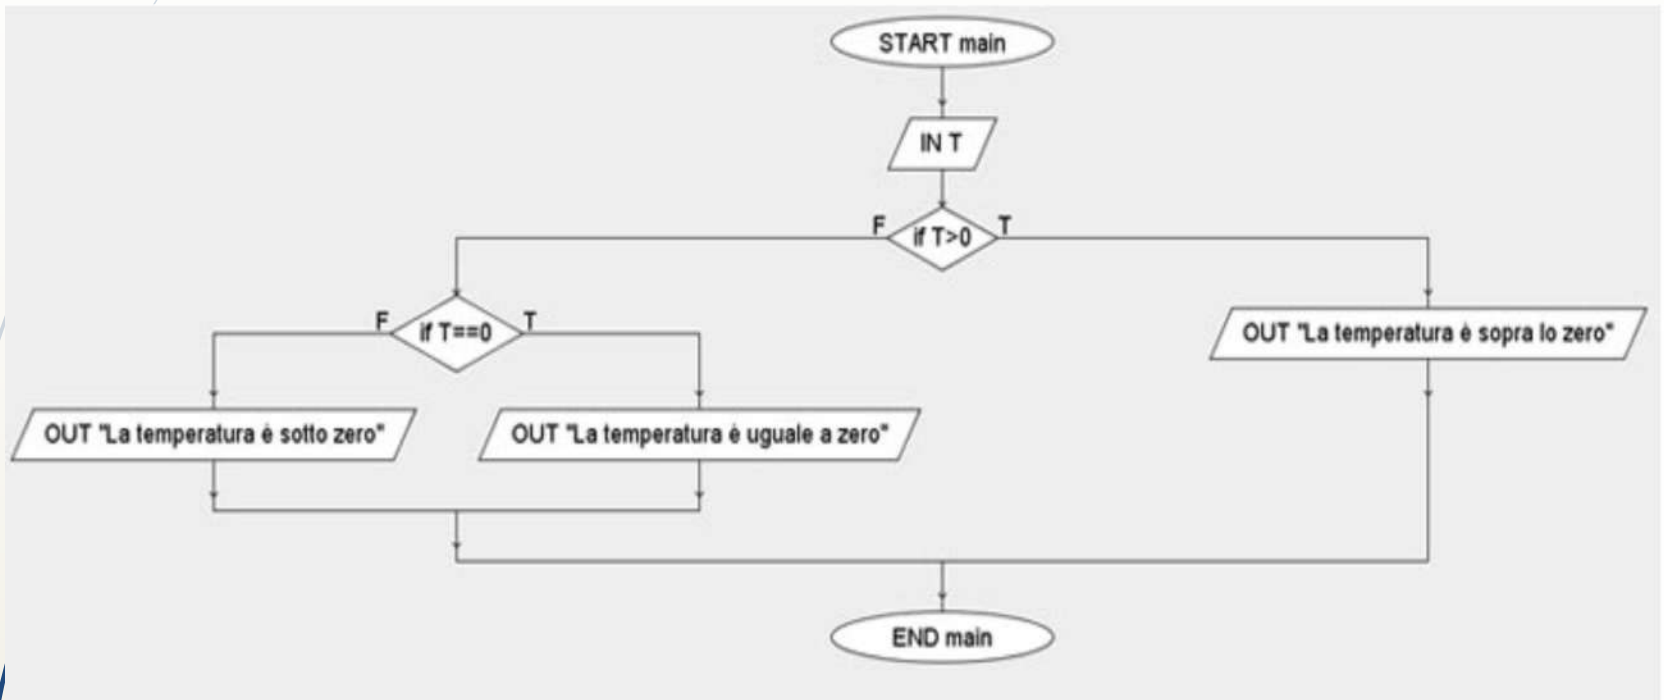 START main
IN T
F if T>0 T
F if T==0 T
OUT "La temperatura è sopra lo zero"
OUT "La temperatura è sotto zero"
OUT "La temperatura è uguale a zero"
END main